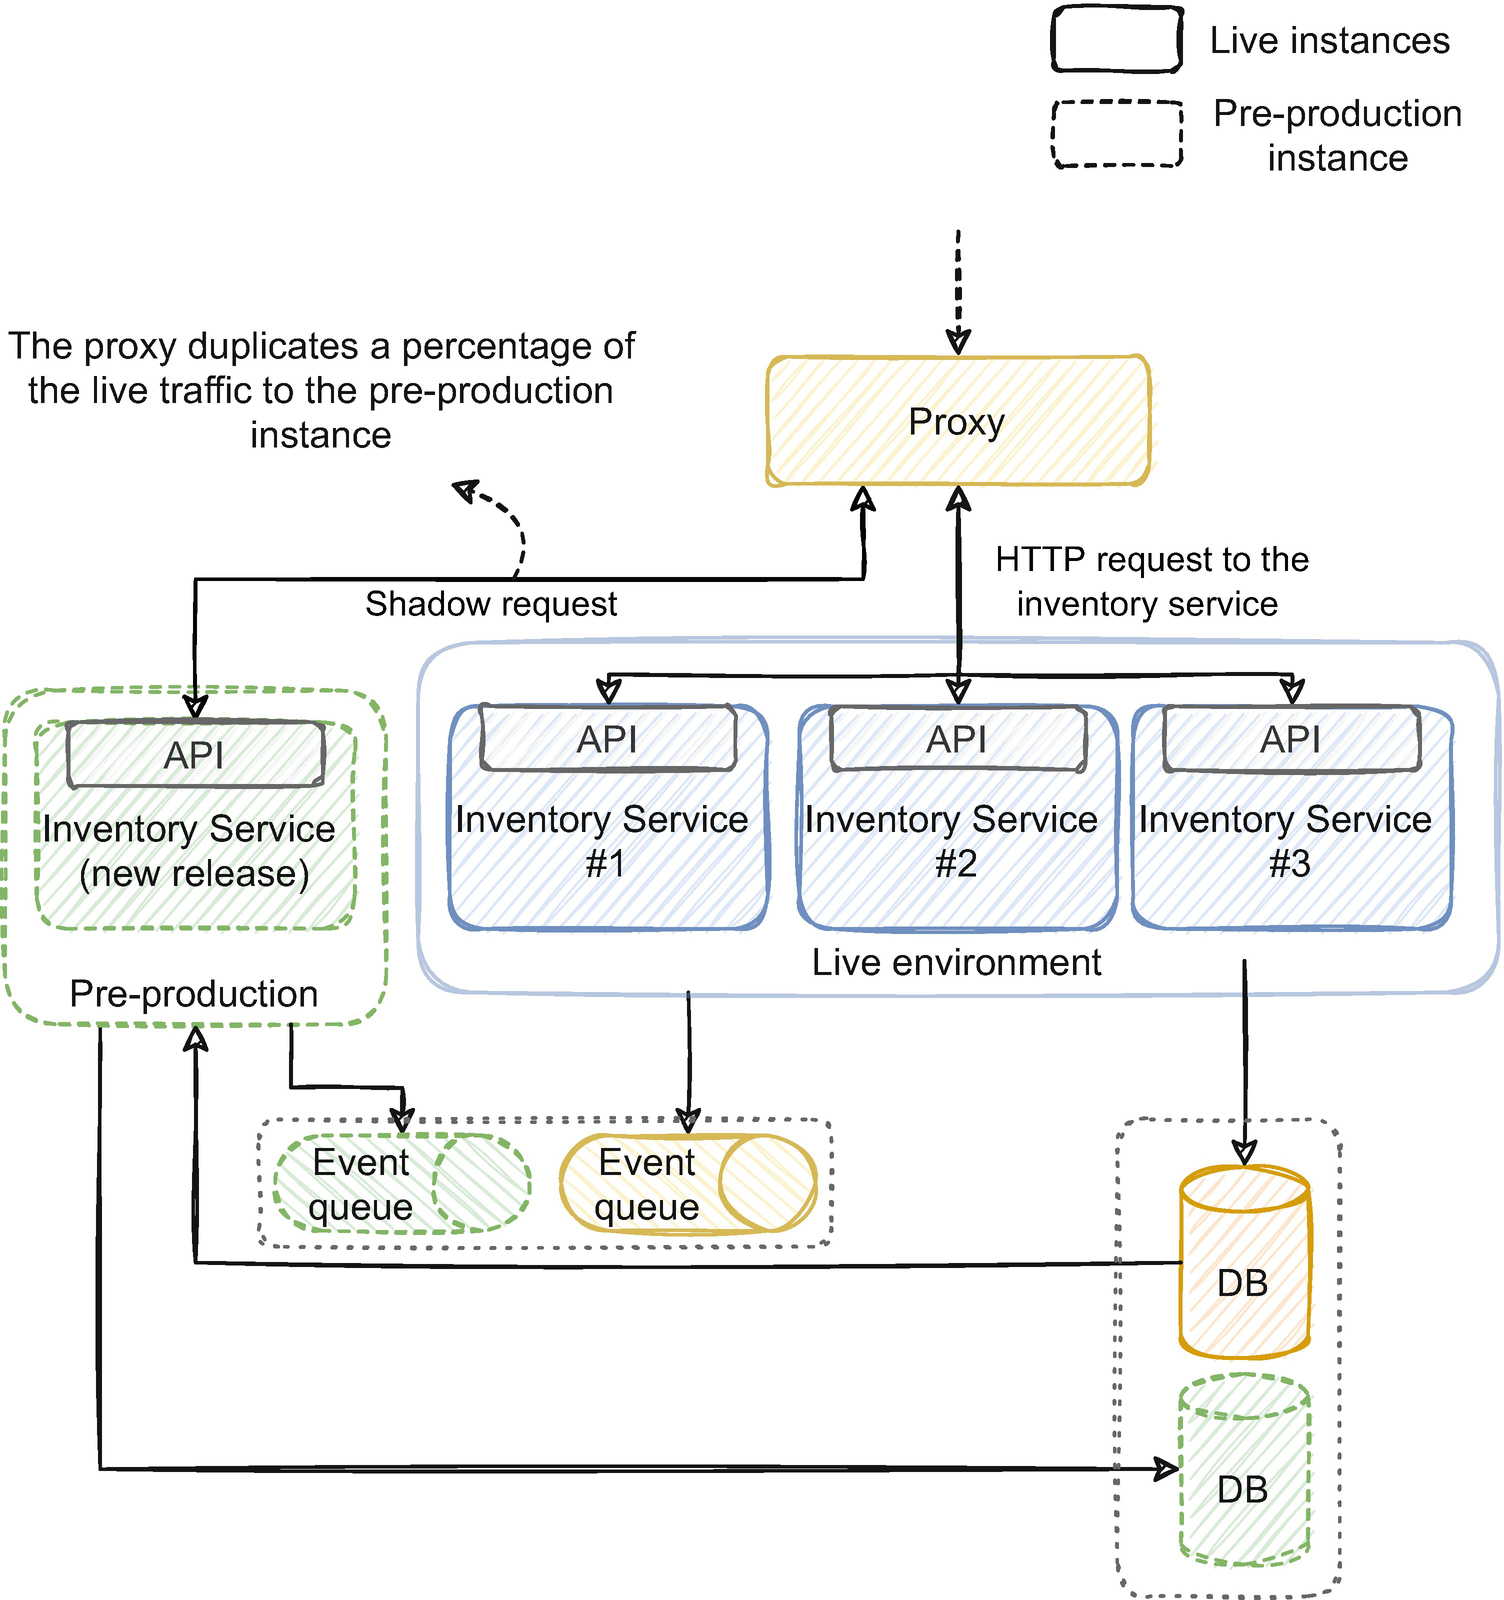 Live instances
Pre-production
instance
The proxy duplicates a percentage of
the live traffic to the pre-production
instance
Proxy
Shadow request
HTTP request to the
inventory service
API
Inventory Service
(new release)
Pre-production
API
Inventory Service
#1
API
Inventory Service
#2
API
Inventory Service
#3
Live environment
Event
queue
Event
queue
DB
DB